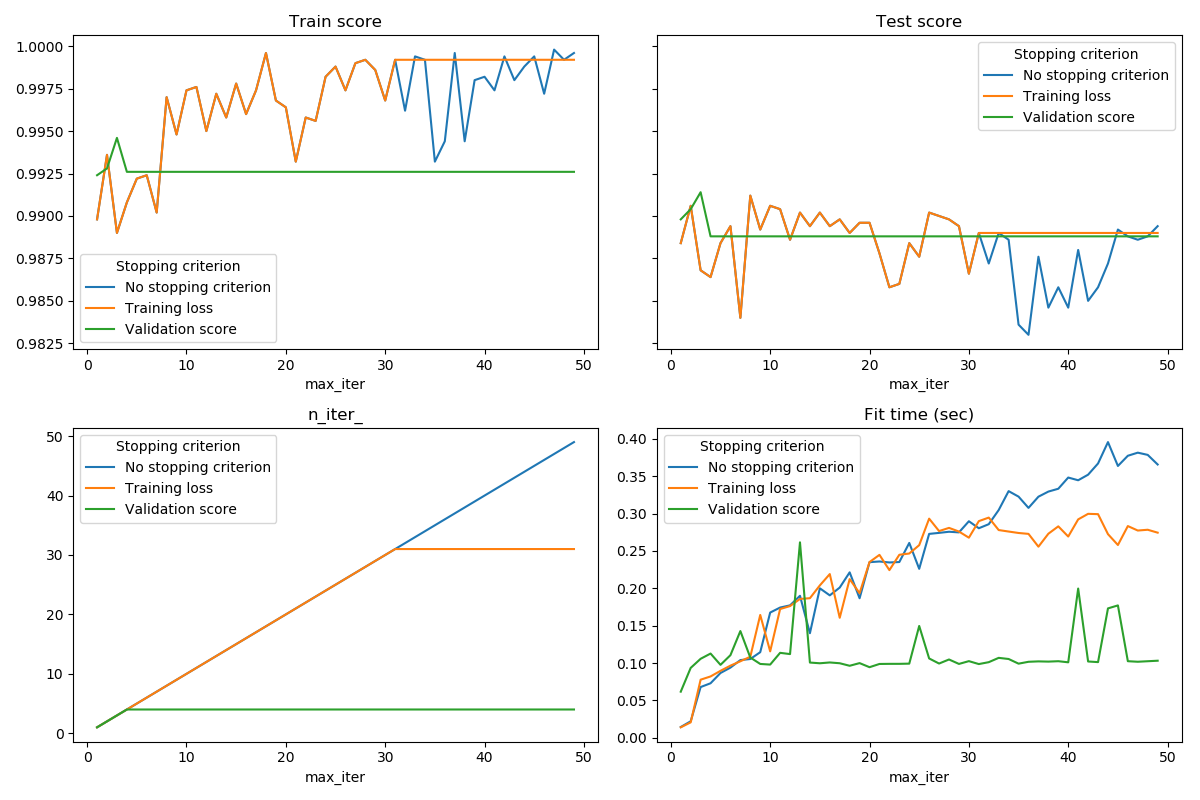 Train score
1.0000
0.9975
0.9950
0.9925
0.9900
0.9875
0.9850
0.9825
Stopping criterion
No stopping criterion
Training loss
Validation score
0 10 20 30 40 50
max_iter
Test score
Stopping criterion
No stopping criterion
Training loss
Validation score
0 10 20 30 40 50
max_iter
n_iter_
50
40
30
20
10
0
Stopping criterion
No stopping criterion
Training loss
Validation score
0 10 20 30 40 50
max_iter
Fit time (sec)
0.40
0.35
0.30
0.25
0.20
0.15
0.10
0.05
0.00
Stopping criterion
No stopping criterion
Training loss
Validation score
0 10 20 30 40 50
max_iter